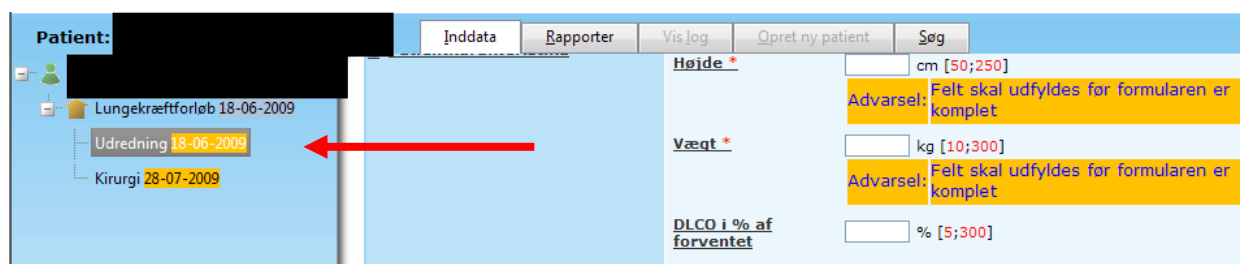 Patient:
Inddata
Rapporter
Vis log
Opret ny patient
Søg
Lungekræftforløb 18-06-2009
Udredning 18-06-2009
Kirurgi 28-07-2009
Højde *
cm [50;250]
Advarsel: Felt skal udfyldes før formularen er
komplet
Vægt *
kg [10;300]
Advarsel: Felt skal udfyldes før formularen er
komplet
DLCO i % af
forventet
% [5;300]